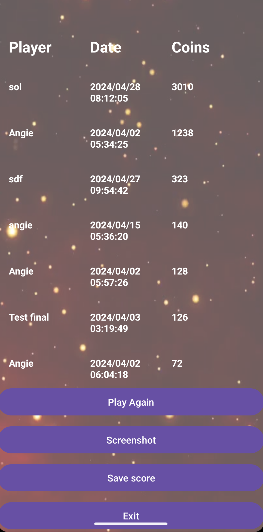 Player Date Coins
sol 2024/04/28 3010
08:12:05
Angie 2024/04/02 1238
05:34:25
sdf 2024/04/27 323
09:54:42
angie 2024/04/15 140
05:36:20
Angie 2024/04/02 128
05:57:26
Test final 2024/04/03 126
03:19:49
Angie 2024/04/02 72
06:04:18
Play Again
Screenshot
Save score
Exit